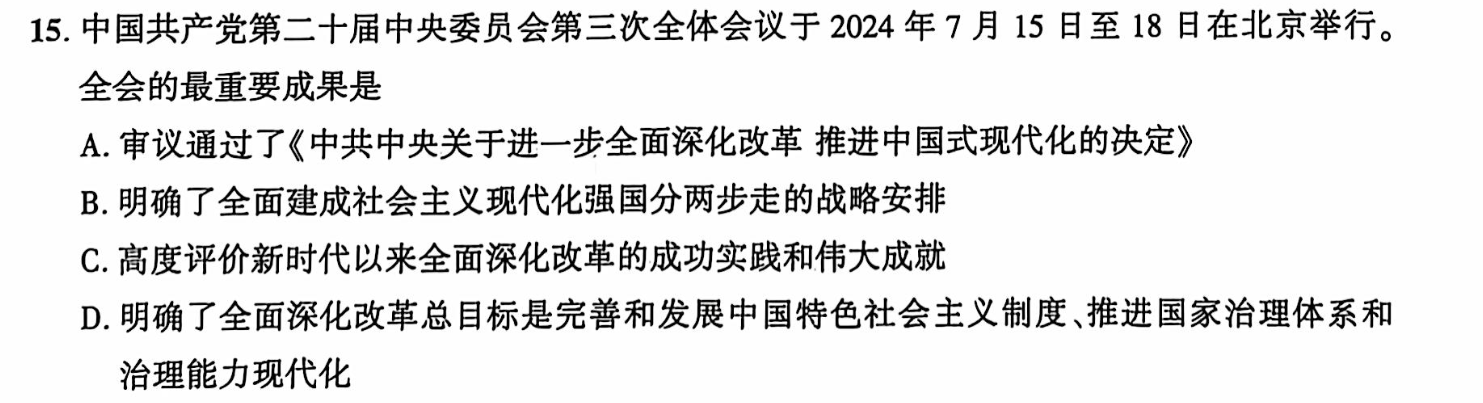 15. 中国共产党第二十届中央委员会第三次全体会议于 2024 年 7 月 15 日至 18 日在北京举行。
全会的最重要成果是
A. 审议通过了《中共中央关于进一步全面深化改革 推进中国式现代化的决定》
B. 明确了全面建成社会主义现代化强国分两步走的战略安排
C. 高度评价新时代以来全面深化改革的成功实践和伟大成就
D. 明确了全面深化改革总目标是完善和发展中国特色社会主义制度、推进国家治理体系和
治理能力现代化